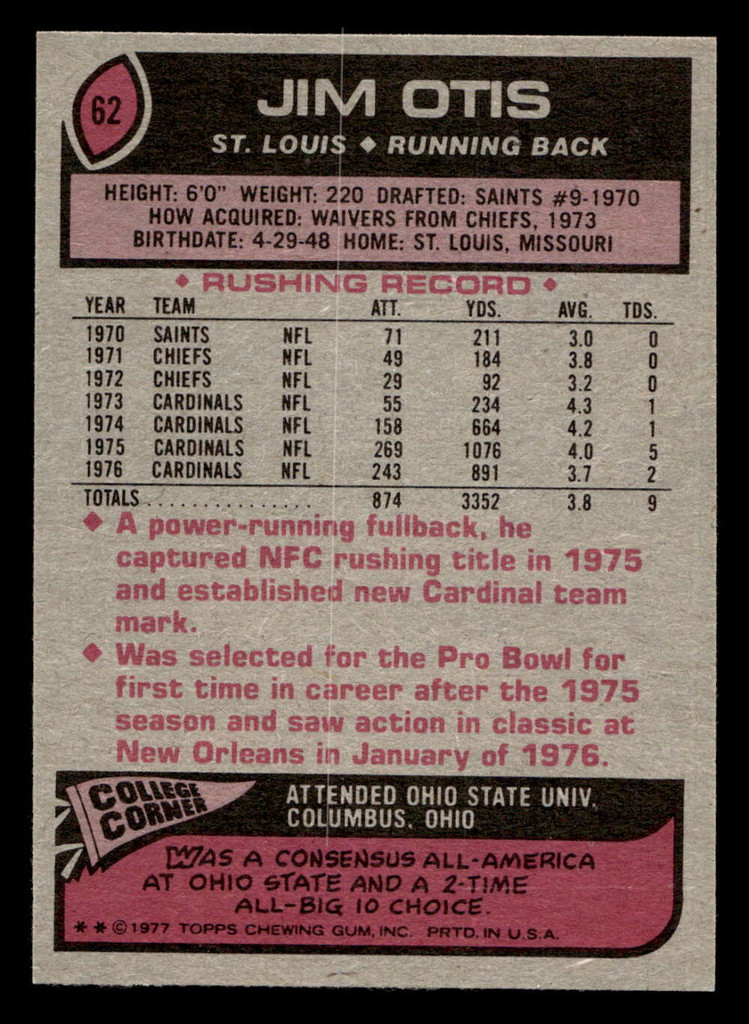 62
JIM OTIS
ST. LOUIS ◆ RUNNING BACK
HEIGHT: 6'0" WEIGHT: 220 DRAFTED: SAINTS #9-1970
HOW ACQUIRED: WAIVERS FROM CHIEFS, 1973
BIRTHDATE: 4-29-48 HOME: ST. LOUIS, MISSOURI
◆ RUSHING RECORD ◆
YEAR TEAM ATT. YDS. AVG. TDS.
1970 SAINTS NFL 71 211 3.0 0
1971 CHIEFS NFL 49 184 3.8 0
1972 CHIEFS NFL 29 92 3.2 0
1973 CARDINALS NFL 55 234 4.3 1
1974 CARDINALS NFL 158 664 4.2 1
1975 CARDINALS NFL 269 1076 4.0 5
1976 CARDINALS NFL 243 891 3.7 2
TOTALS................ 874 3352 3.8 9
◆ A power-running fullback, he
captured NFC rushing title in 1975
and established new Cardinal team
mark.
◆ Was selected for the Pro Bowl for
first time in career after the 1975
season and saw action in classic at
New Orleans in January of 1976.
COLLEGE
CORNER
ATTENDED OHIO STATE UNIV.
COLUMBUS, OHIO
WAS A CONSENSUS ALL-AMERICA
AT OHIO STATE AND A 2-TIME
ALL-BIG 10 CHOICE.
** © 1977 TOPPS CHEWING GUM, INC. PRTD. IN U.S.A.